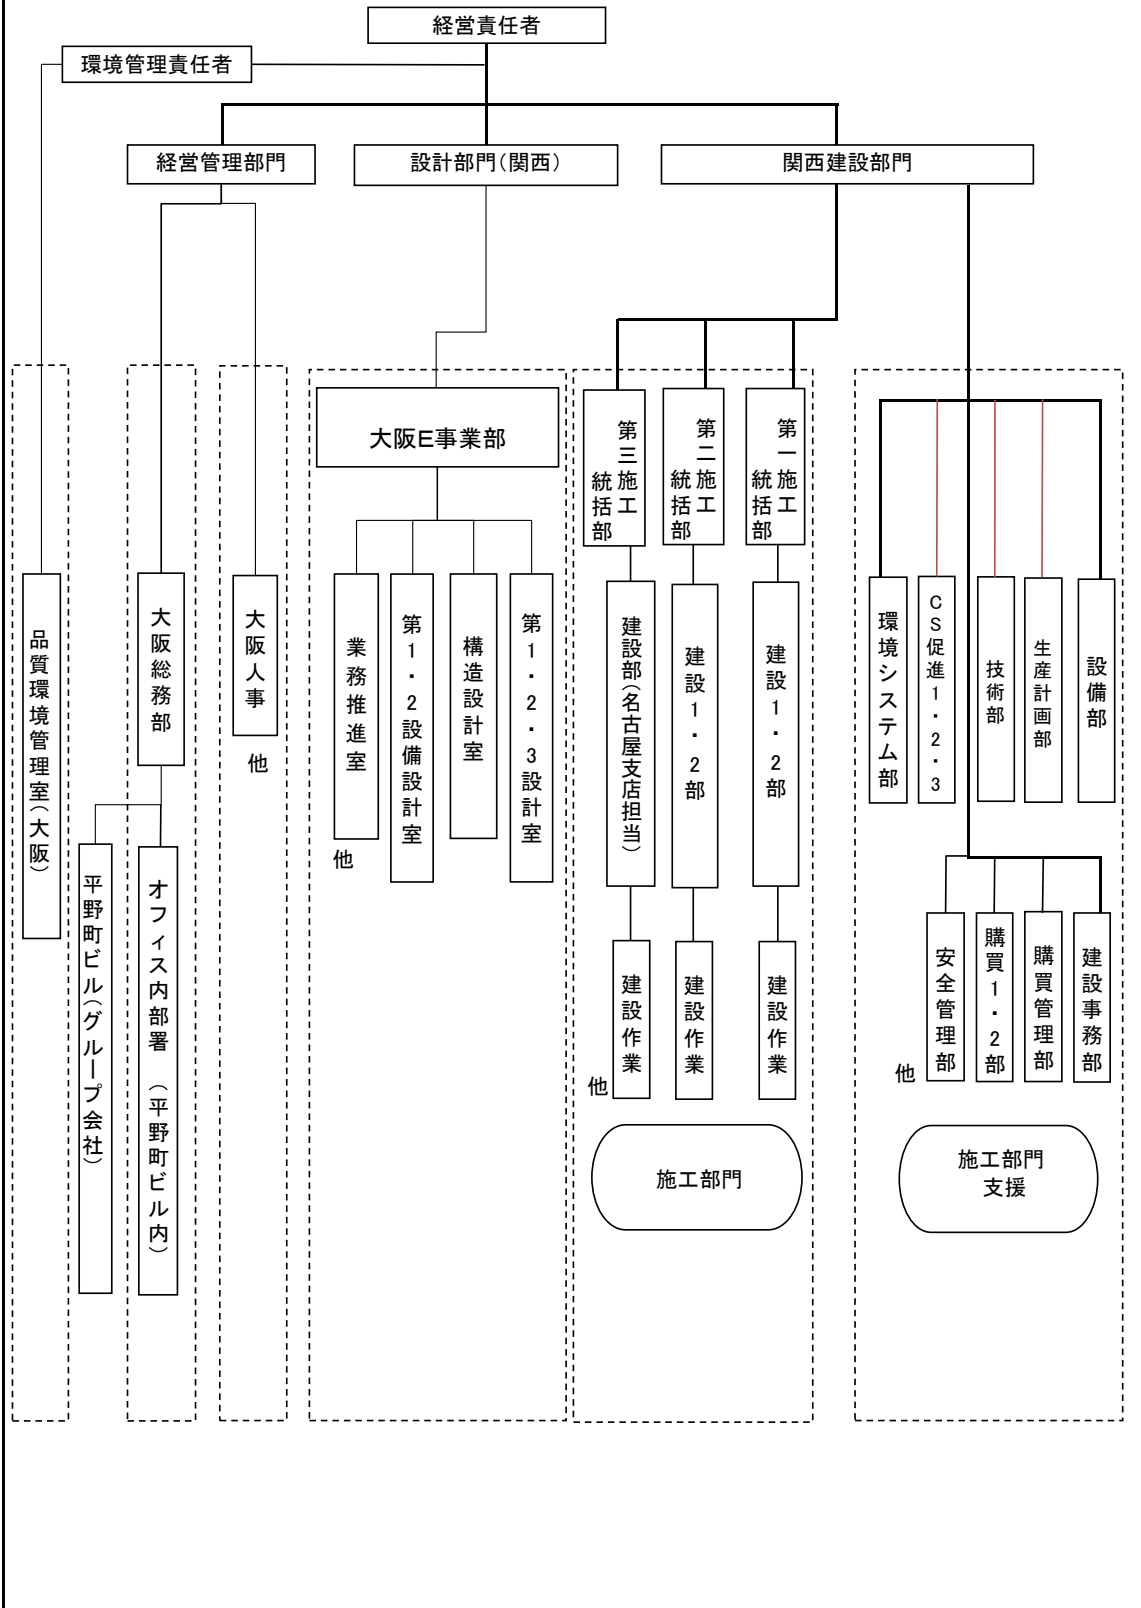 経営責任者
環境管理責任者
経営管理部門
設計部門(関西)
関西建設部門
大阪E事業部
第三施工
統括部
第二施工
統括部
第一施工
統括部
品質環境管理室(大阪)
大阪総務部
大阪人事
他
業務推進室
他
第1・2設備設計室
構造設計室
第1・2・3設計室
建設部(名古屋支店担当)
建設1・2部
建設1・2部
環境システム部
CS促進1・2・3
技術部
生産計画部
設備部
平野町ビル(グループ会社)
オフィス内部署 (平野町ビル内)
他
建設作業
建設作業
建設作業
他
安全管理部
購買1・2部
購買管理部
建設事務部
施工部門
施工部門
支援